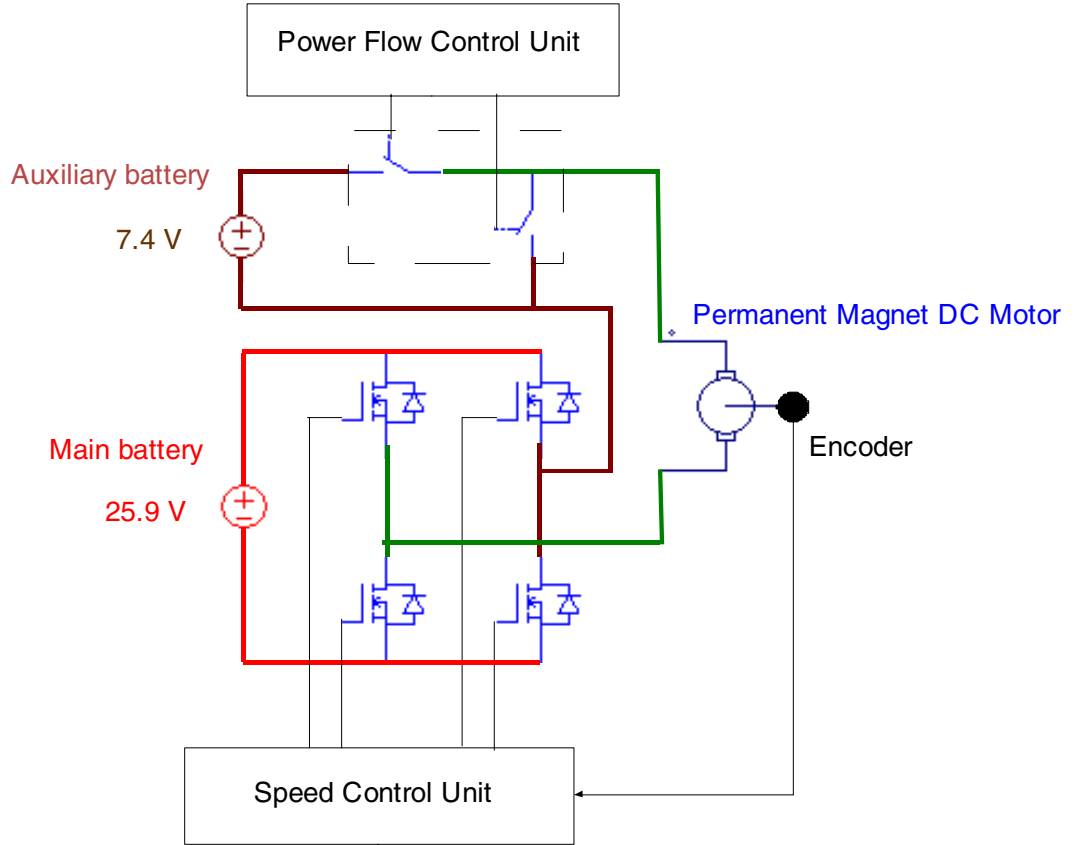 Power Flow Control Unit
Auxiliary battery
7.4 V
Permanent Magnet DC Motor
Main battery
25.9 V
Encoder
Speed Control Unit